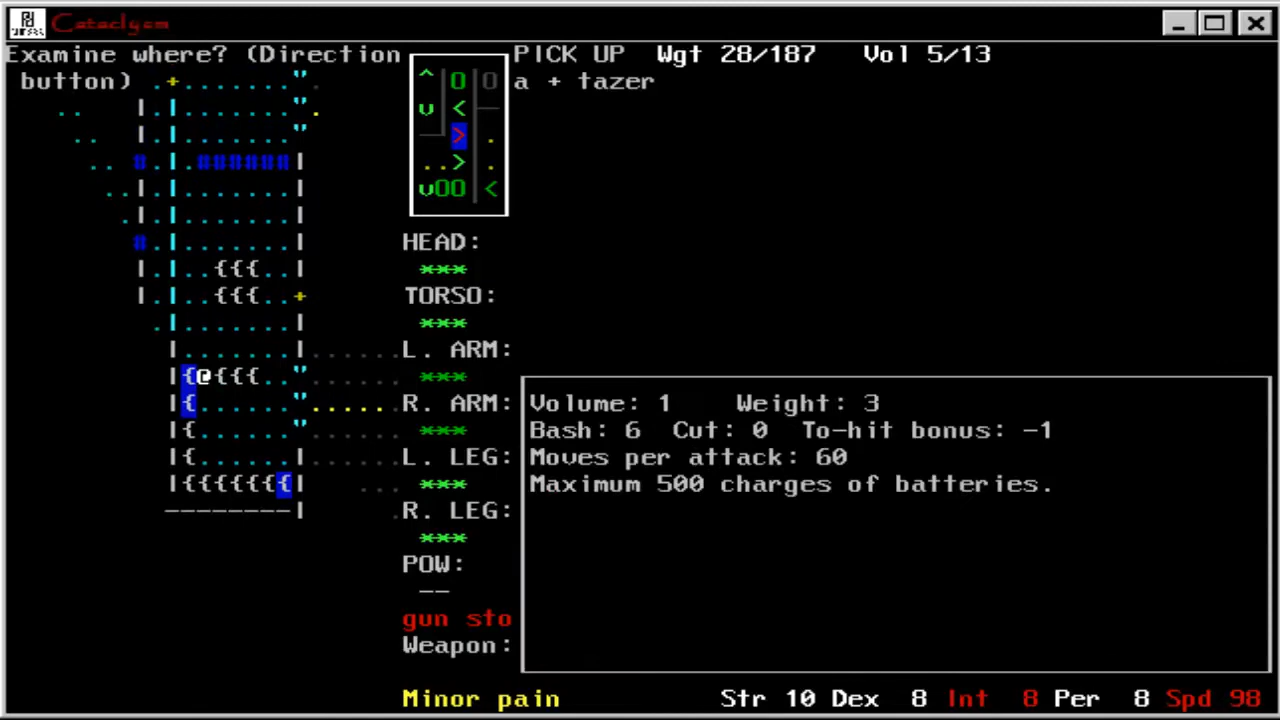 Cataclysm
Examine where? (Direction button)
PICK UP Wgt 28/187 Vol 5/13
a + tazer
HEAD:
***
TORSO:
***
L. ARM:
***
R. ARM:
***
L. LEG:
***
R. LEG:
***
POW:
--
gun sto
Weapon:
Volume: 1 Weight: 3
Bash: 6 Cut: 0 To-hit bonus: -1
Moves per attack: 60
Maximum 500 charges of batteries.
Minor pain Str 10 Dex 8 Int 8 Per 8 Spd 98